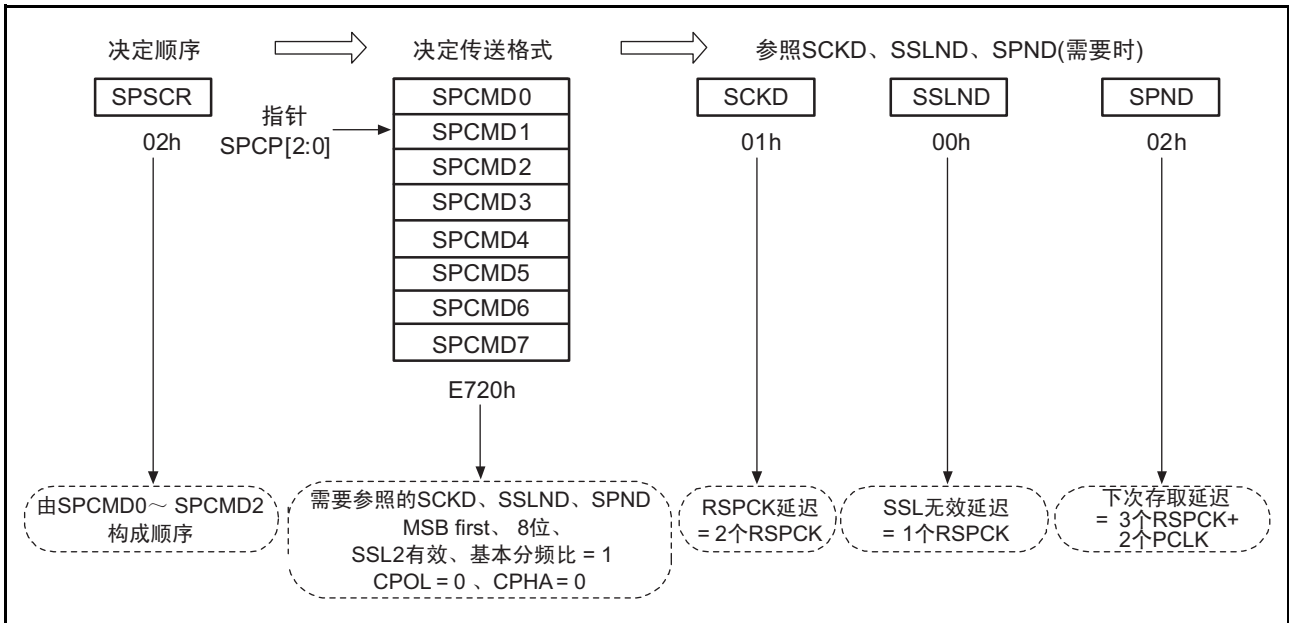 决定顺序
决定传送格式
参照SCKD、SSLND、SPND(需要时)
SPSCR
02h
指针
SPCP[2:0]
SPCMD0
SPCMD1
SPCMD2
SPCMD3
SPCMD4
SPCMD5
SPCMD6
SPCMD7
E720h
SCKD
01h
SSLND
00h
SPND
02h
由SPCMD0～ SPCMD2
构成顺序
需要参照的SCKD、SSLND、SPND
MSB first、 8位、
SSL2有效、基本分频比 = 1
CPOL = 0 、CPHA = 0
RSPCK延迟
= 2个RSPCK
SSL无效延迟
= 1个RSPCK
下次存取延迟
= 3个RSPCK+
2个PCLK